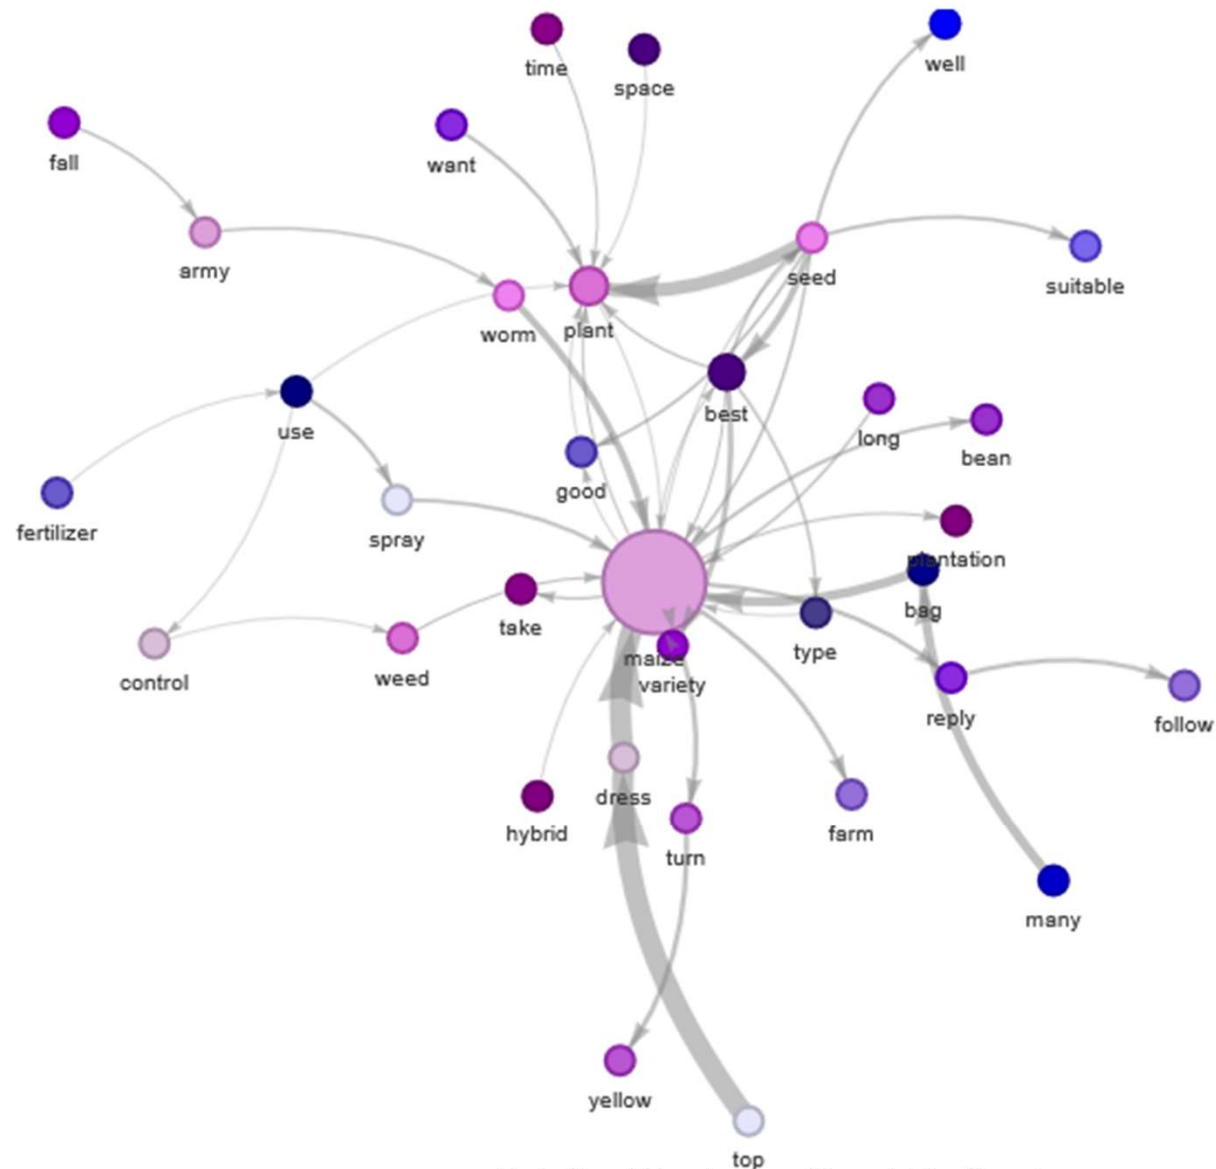 well
time
space
fall
want
seed
army
suitable
worm
plant
best
use
long
bean
good
fertilizer
spray
plantation
bag
take
type
maize
weed
control
variety
reply
follow
dress
hybrid
farm
turn
many
yellow
top